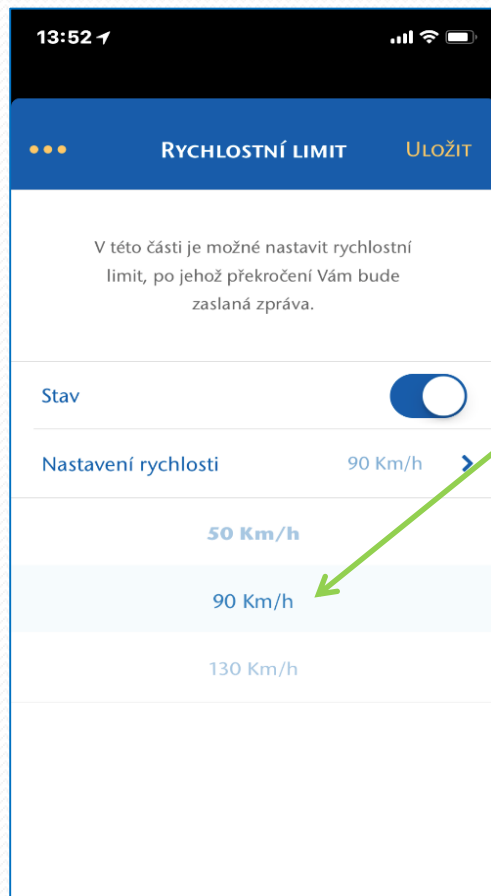 13:52
Rychlostní limit
Uložit
V této části je možné nastavit rychlostní
limit, po jehož překročení Vám bude
zaslaná zpráva.
Stav
Nastavení rychlosti 90 Km/h
50 Km/h
90 Km/h
130 Km/h